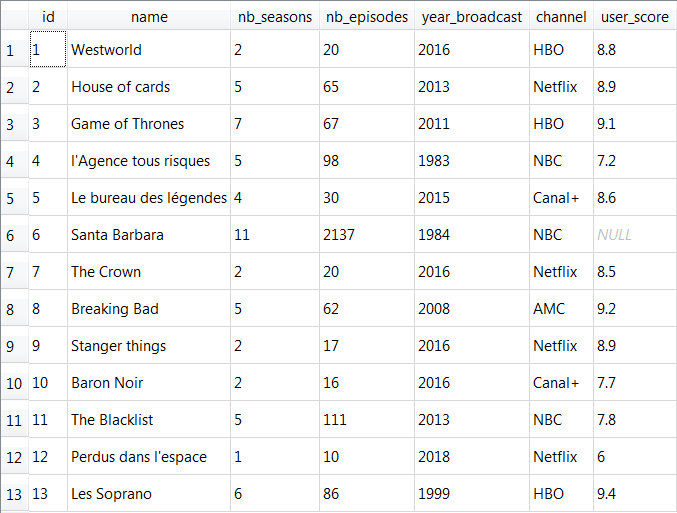 id name nb_seasons nb_episodes year_broadcast channel user_score
1 1 Westworld 2 20 2016 HBO 8.8
2 2 House of cards 5 65 2013 Netflix 8.9
3 3 Game of Thrones 7 67 2011 HBO 9.1
4 4 l'Agence tous risques 5 98 1983 NBC 7.2
5 5 Le bureau des légendes 4 30 2015 Canal+ 8.6
6 6 Santa Barbara 11 2137 1984 NBC NULL
7 7 The Crown 2 20 2016 Netflix 8.5
8 8 Breaking Bad 5 62 2008 AMC 9.2
9 9 Stanger things 2 17 2016 Netflix 8.9
10 10 Baron Noir 2 16 2016 Canal+ 7.7
11 11 The Blacklist 5 111 2013 NBC 7.8
12 12 Perdus dans l'espace 1 10 2018 Netflix 6
13 13 Les Soprano 6 86 1999 HBO 9.4